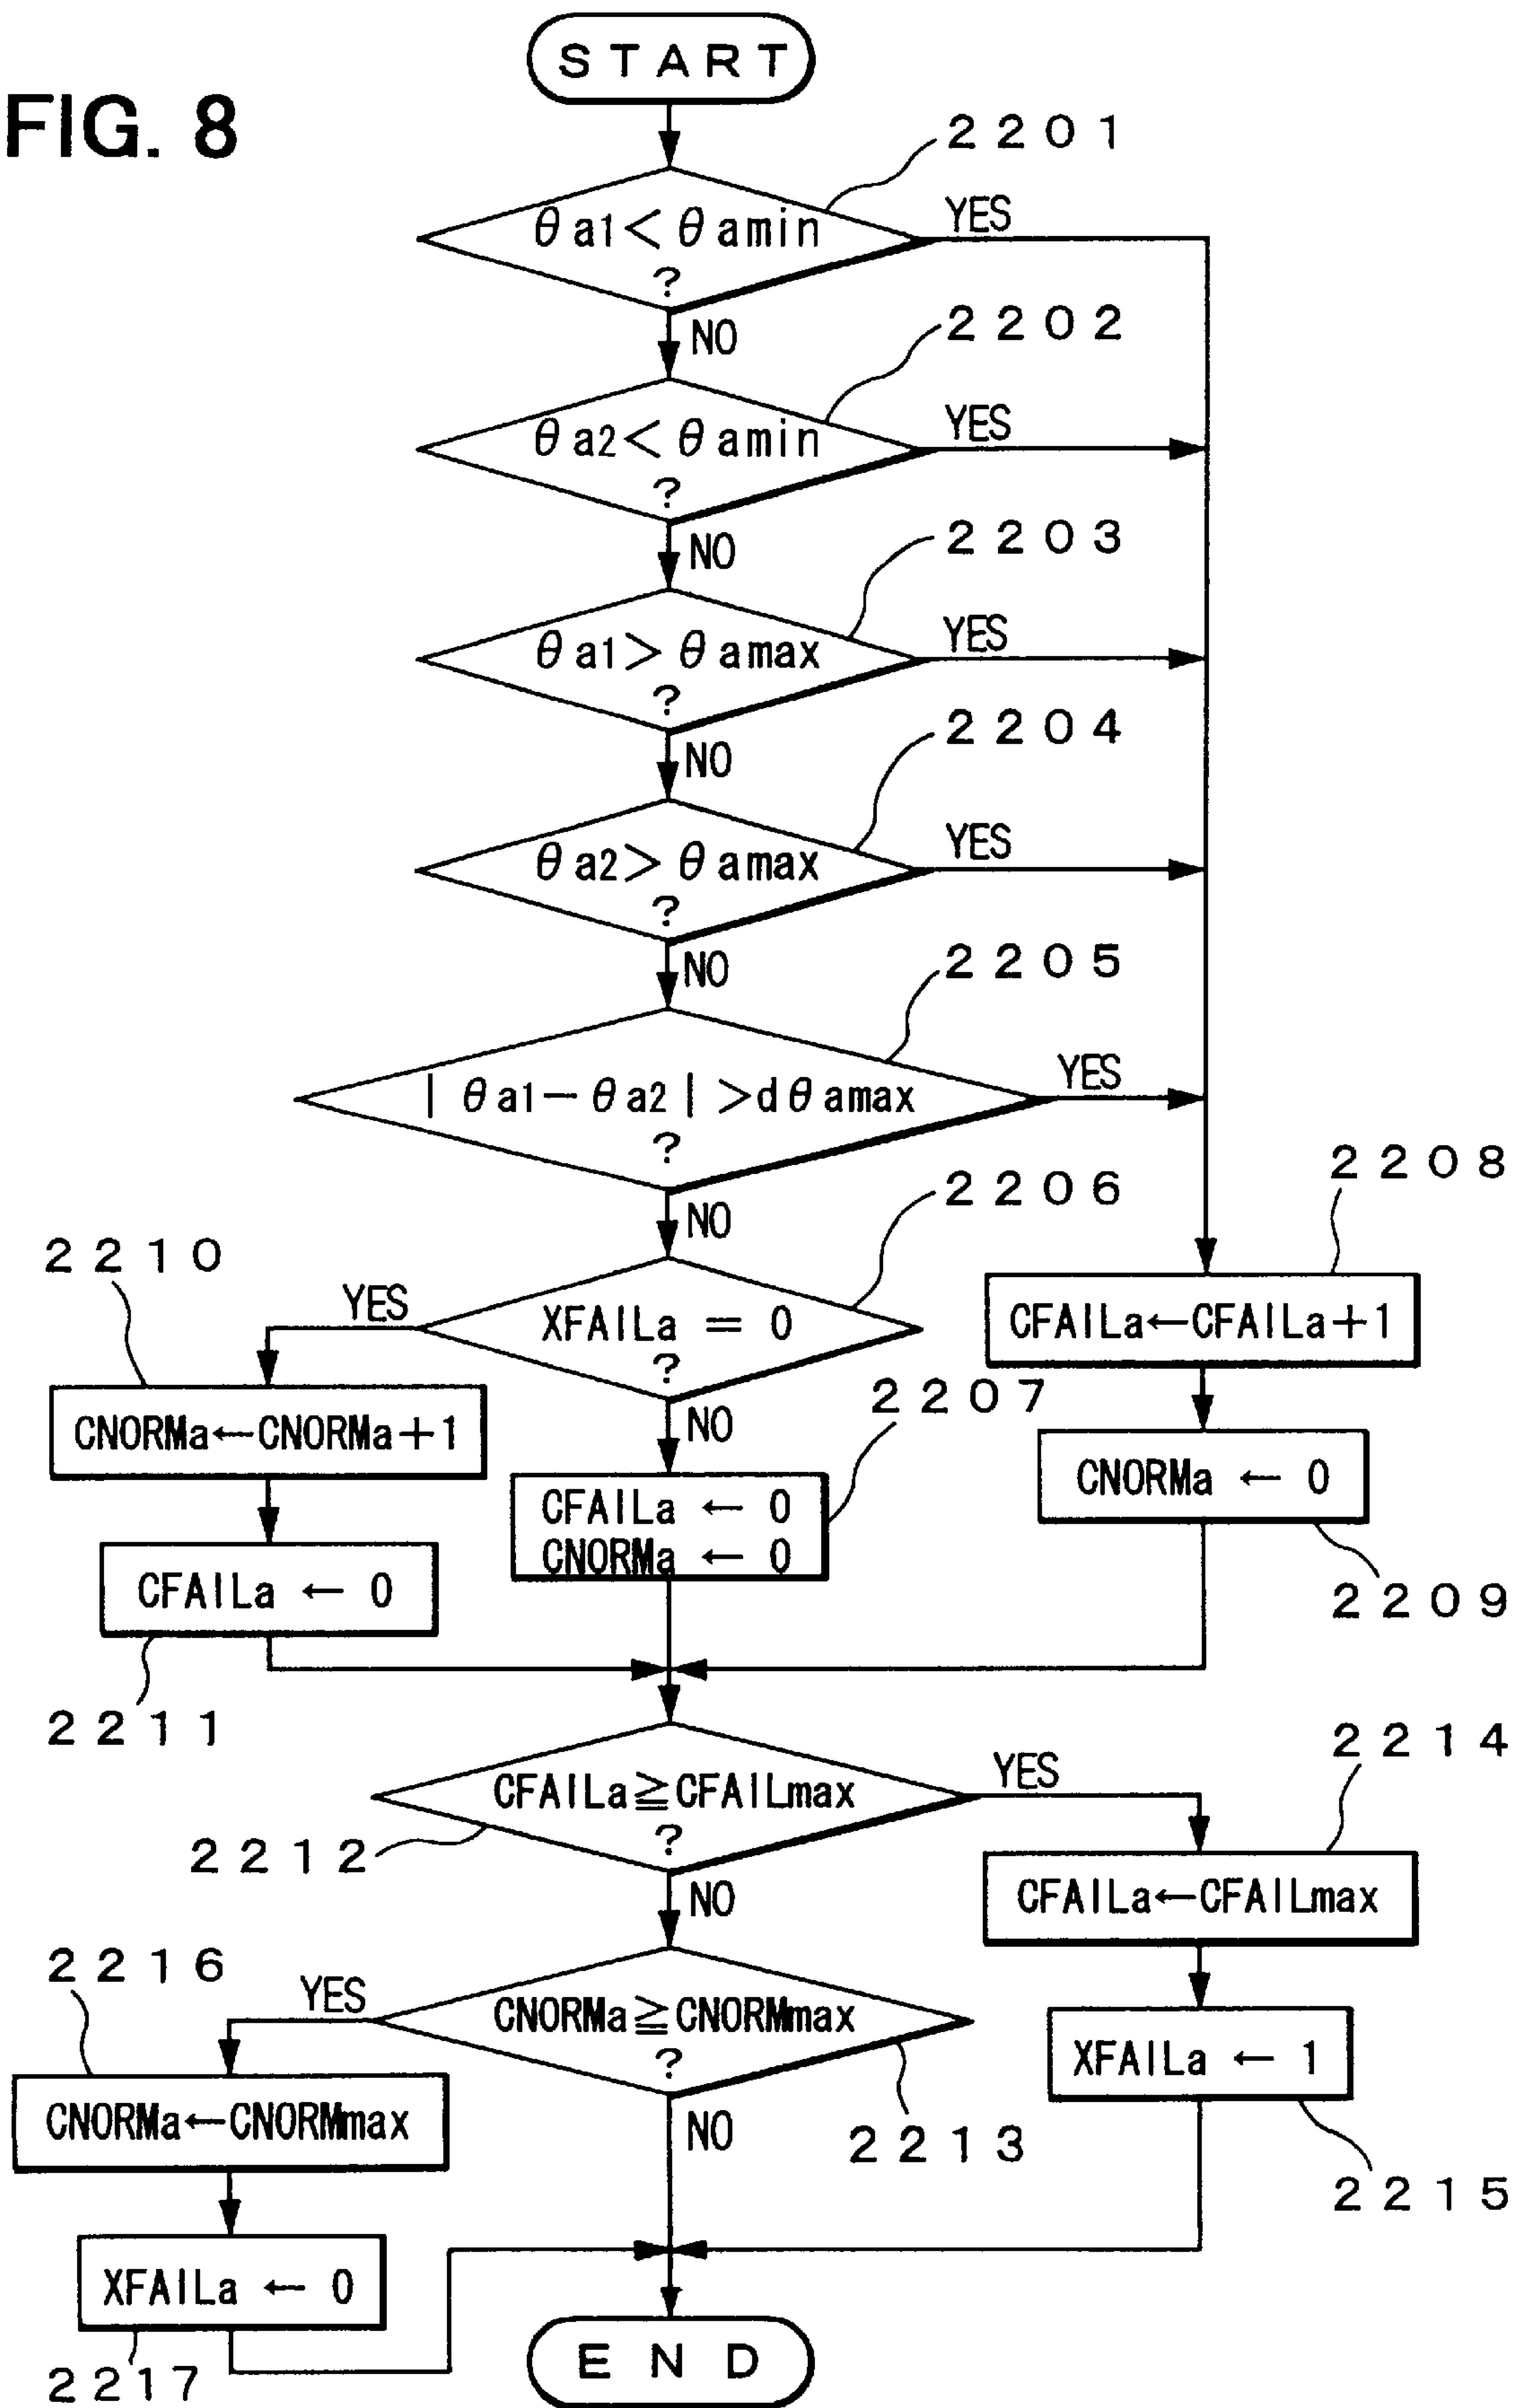 START
FIG. 8
2201
θa1<θamin
?
YES
NO
2202
θa2<θamin
?
YES
NO
2203
θa1>θamax
?
YES
NO
2204
θa2>θamax
?
YES
NO
2205
|θa1-θa2|>dθamax
?
YES
NO
2206
2208
2210
YES
XFAILa = 0
?
NO
CFAILa←CFAILa+1
2207
CNORMa←CNORMa+1
CNORMa ← 0
CFAILa ← 0
CNORMa ← 0
CFAILa ← 0
2209
2211
2214
CFAILa≧CFAILmax
?
YES
2212
NO
CFAILa←CFAILmax
2216
YES
CNORMa≧CNORMmax
?
NO
XFAILa ← 1
CNORMa←CNORMmax
2213
2215
XFAILa ← 0
2217
END